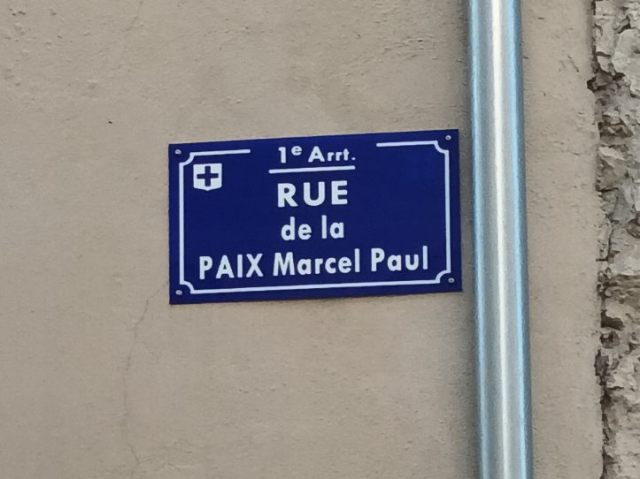 1e Arrt.
RUE
de la
PAIX Marcel Paul